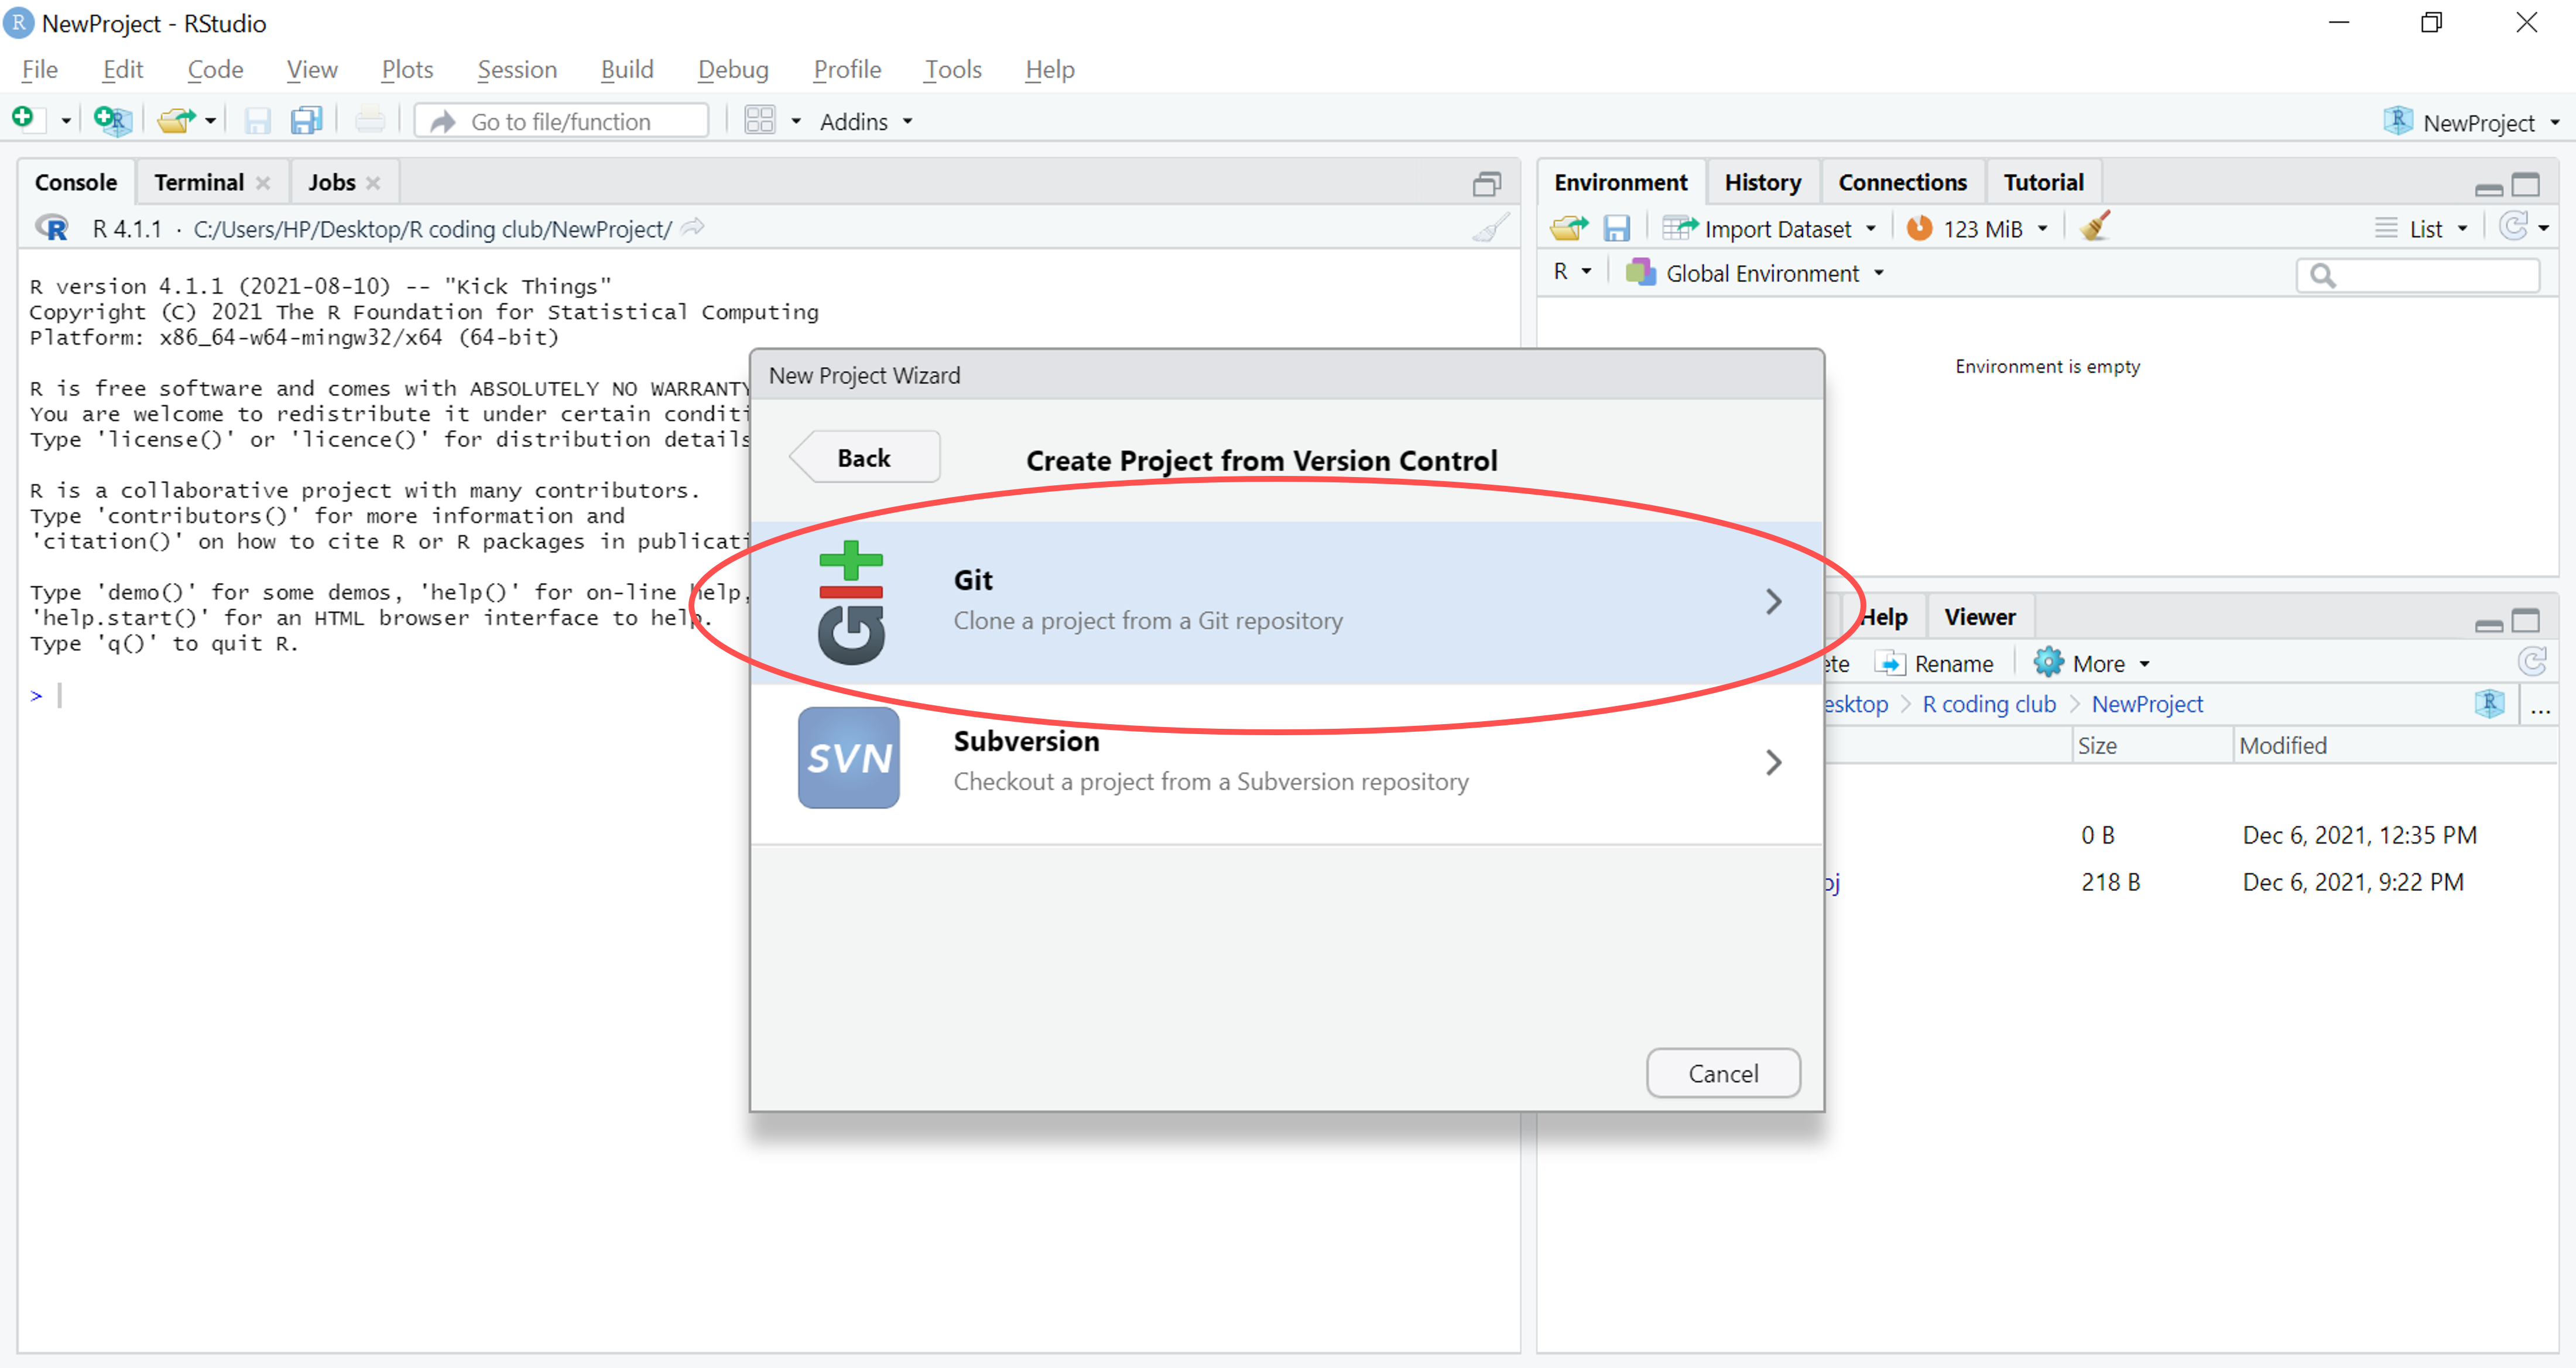 NewProject - RStudio
File Edit Code View Plots Session Build Debug Profile Tools Help
Go to file/function Addins NewProject
Console Terminal Jobs
R 4.1.1 · C:/Users/HP/Desktop/R coding club/NewProject/
R version 4.1.1 (2021-08-10) -- "Kick Things"
Copyright (C) 2021 The R Foundation for Statistical Computing
Platform: x86_64-w64-mingw32/x64 (64-bit)
R is free software and comes with ABSOLUTELY NO WARRANTY
You are welcome to redistribute it under certain conditi
Type 'license()' or 'licence()' for distribution details
R is a collaborative project with many contributors.
Type 'contributors()' for more information and
'citation()' on how to cite R or R packages in publicati
Type 'demo()' for some demos, 'help()' for on-line help,
'help.start()' for an HTML browser interface to help.
Type 'q()' to quit R.
>
New Project Wizard
Back
Create Project from Version Control
Git
Git
Clone a project from a Git repository
SVN
Subversion
Checkout a project from a Subversion repository
Cancel
Environment History Connections Tutorial
Import Dataset 123 MiB List
R Global Environment
Environment is empty
Help Viewer
ete Rename More
esktop R coding club NewProject ...
Size Modified
0 B Dec 6, 2021, 12:35 PM
oj 218 B Dec 6, 2021, 9:22 PM